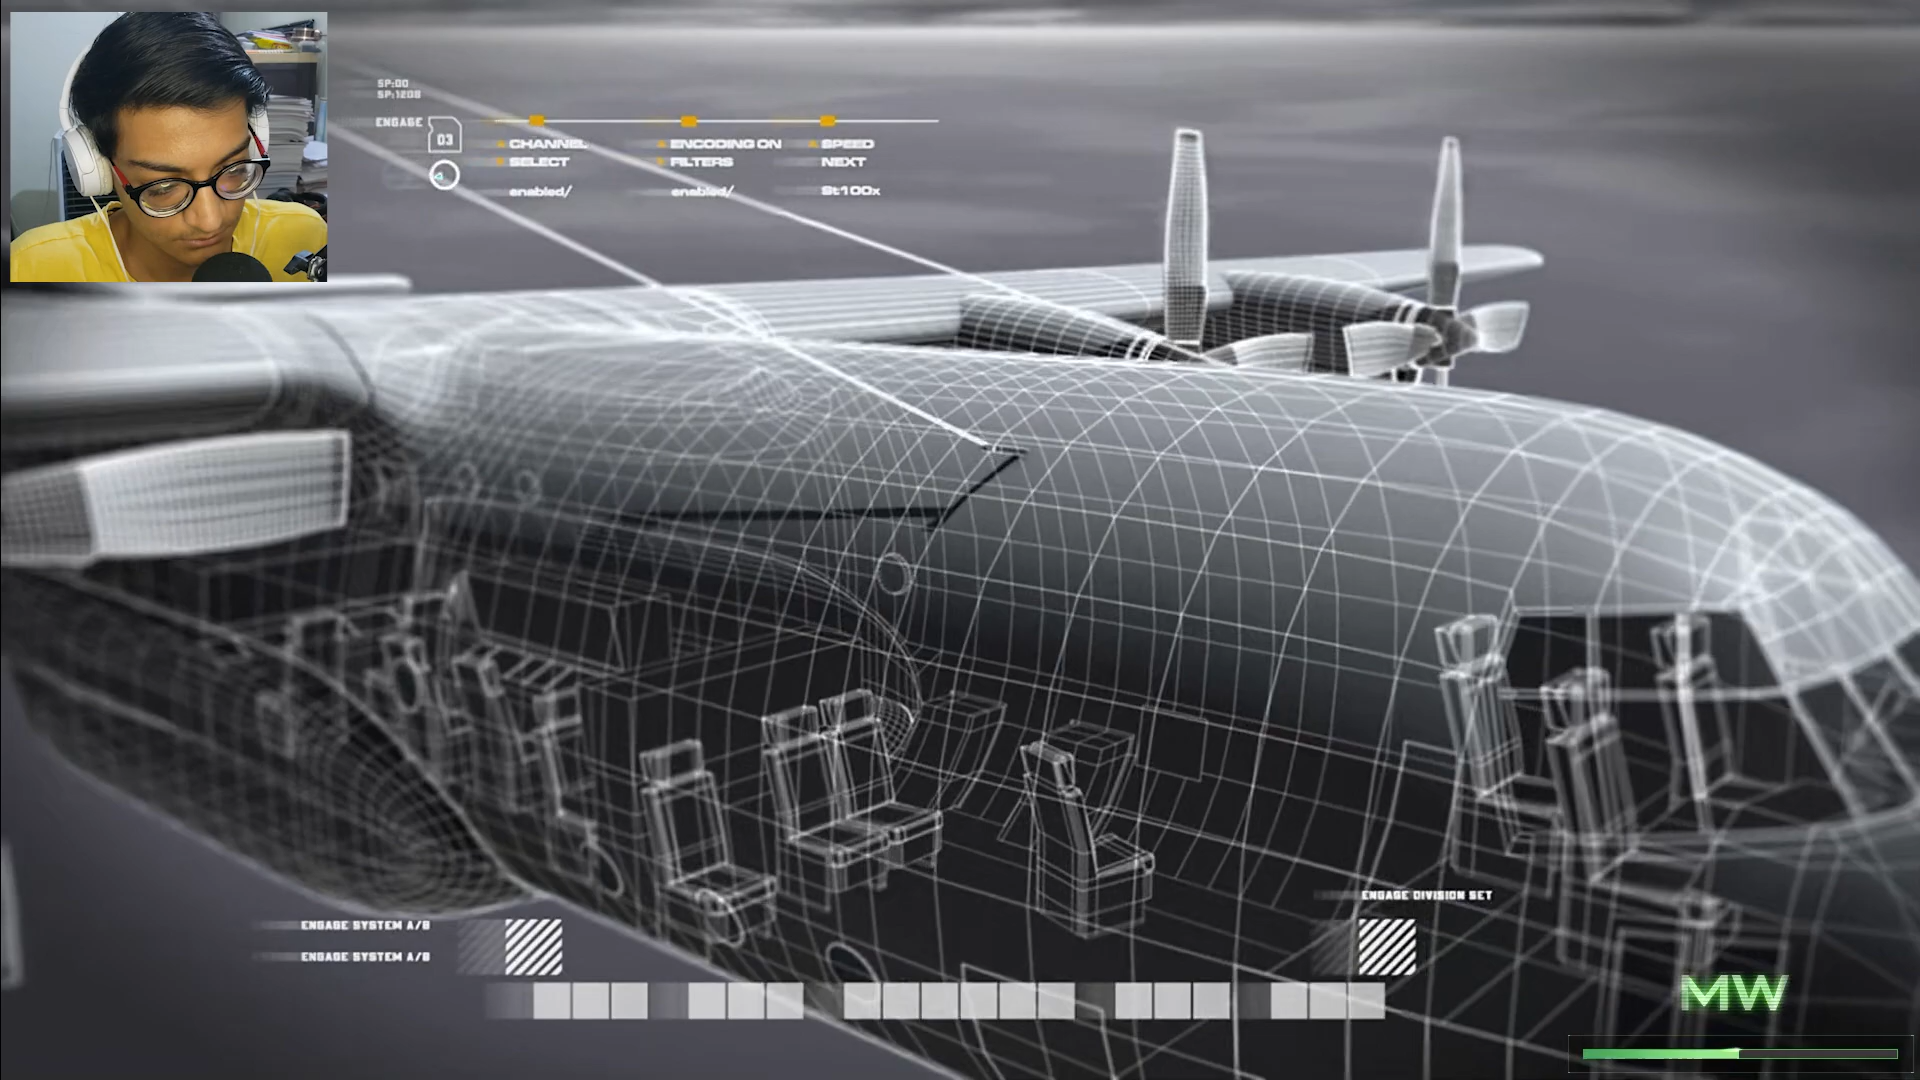 SP:00
SP:1208
ENGAGE
03
CHANNEL
SELECT
enabled/
ENCODING ON
FILTERS
enabled/
SPEED
NEXT
St100x
ENGAGE DIVISION SET
ENGAGE SYSTEM A/B
ENGAGE SYSTEM A/B
MW